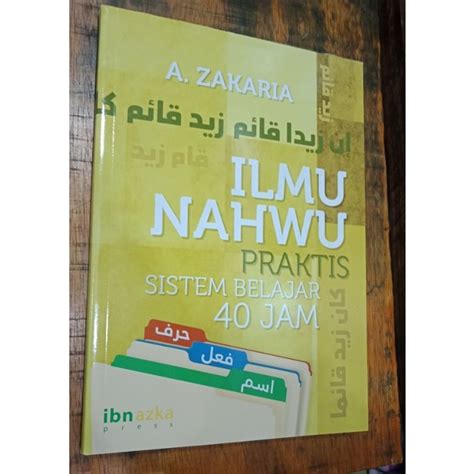 A. ZAKARIA
ان زيدا قائم زيد قائم ك
قام زيد
ILMU
NAHWU
PRAKTIS
SISTEM BELAJAR
40 JAM
كان زيد قائما
حرف
فعل
اسم
ibnazka
press